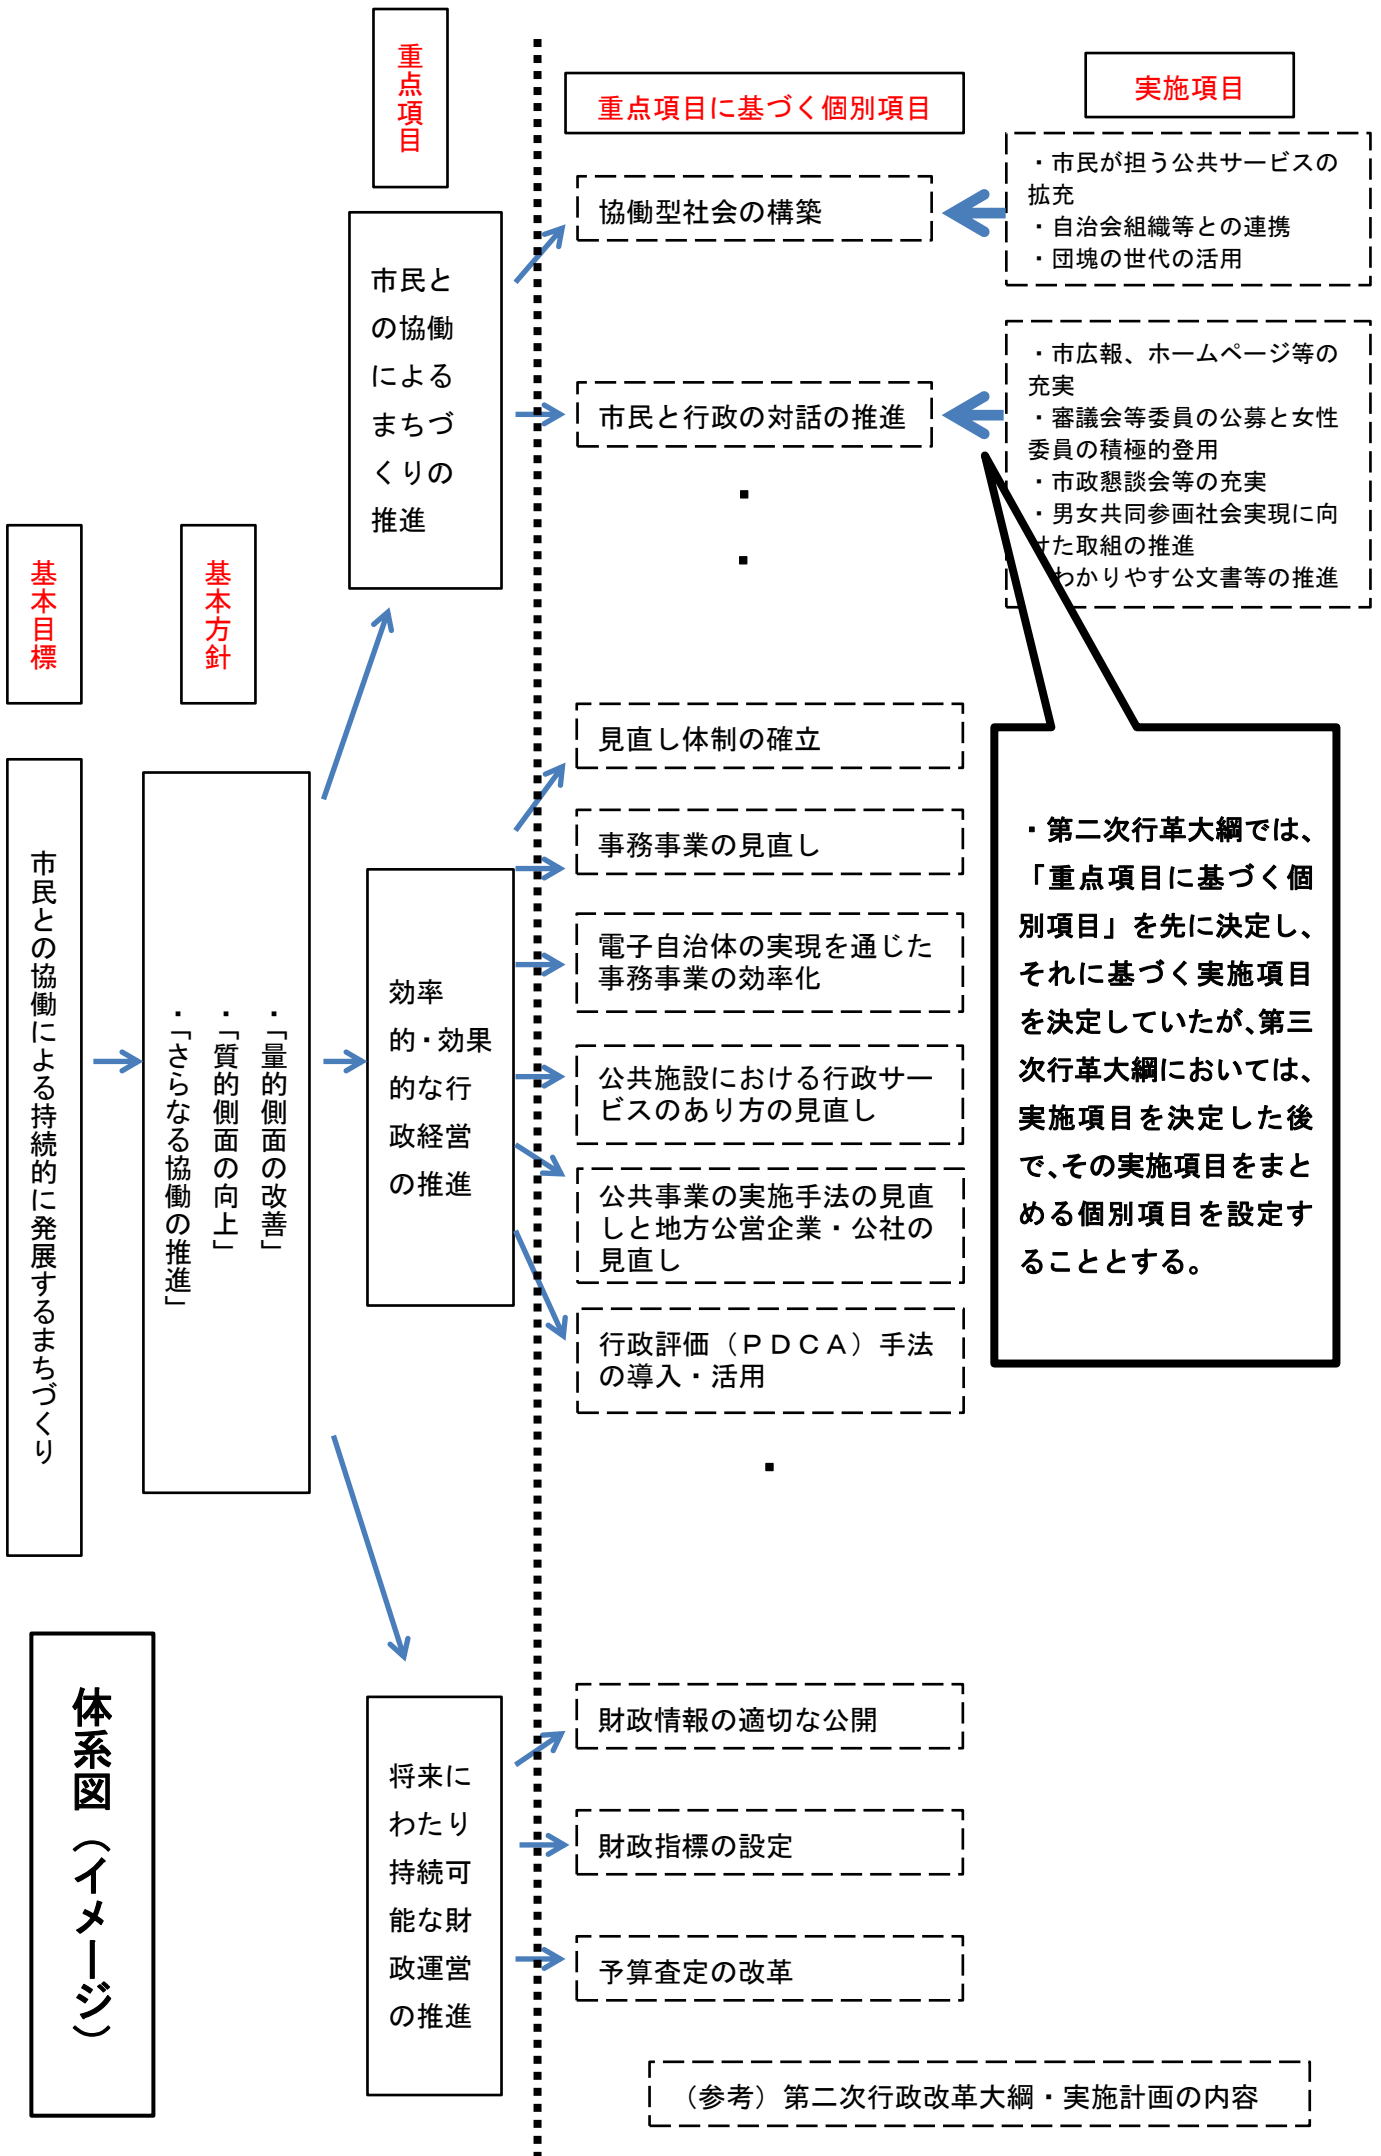 重点項目
重点項目に基づく個別項目
実施項目
市民と
の協働
による
まちづ
くりの
推進
協働型社会の構築
・市民が担う公共サービスの
拡充
・自治会組織等との連携
・団塊の世代の活用
市民と行政の対話の推進
・市広報、ホームページ等の
充実
・審議会等委員の公募と女性
委員の積極的登用
・市政懇談会等の充実
・男女共同参画社会実現に向
けた取組の推進
わかりやす公文書等の推進
・
・
基本目標
基本方針
市民との協働による持続的に発展するまちづくり
・「量的側面の改善」
・「質的側面の向上」
・「さらなる協働の推進」
効率
的・効果
的な行
政経営
の推進
見直し体制の確立
事務事業の見直し
電子自治体の実現を通じた
事務事業の効率化
公共施設における行政サー
ビスのあり方の見直し
公共事業の実施手法の見直
しと地方公営企業・公社の
見直し
行政評価（ＰＤＣＡ）手法
の導入・活用
・
・第二次行革大綱では、
「重点項目に基づく個
別項目」を先に決定し、
それに基づく実施項目
を決定していたが、第三
次行革大綱においては、
実施項目を決定した後
で、その実施項目をまと
める個別項目を設定す
ることとする。
体系図（イメージ）
将来に
わたり
持続可
能な財
政運営
の推進
財政情報の適切な公開
財政指標の設定
予算査定の改革
（参考）第二次行政改革大綱・実施計画の内容